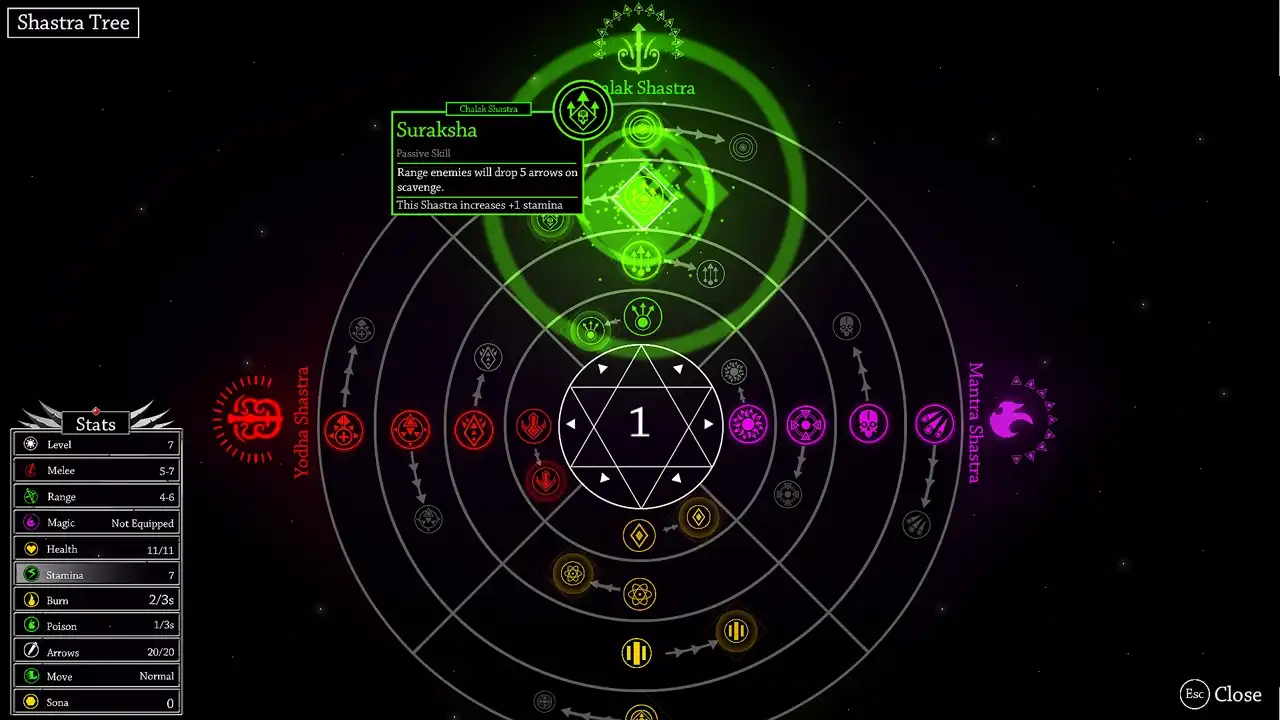 Shastra Tree
alak Shastra
Chalak Shastra
Suraksha
Passive Skill
Range enemies will drop 5 arrows on
scavenge.
This Shastra increases +1 stamina
Yodha Shastra
1
Mantra Shastra
Stats
Level 7
Melee 5-7
Range 4-6
Magic Not Equipped
Health 11/11
Stamina 7
Burn 2/3s
Poison 1/3s
Arrows 20/20
Move Normal
Sona 0
Esc Close